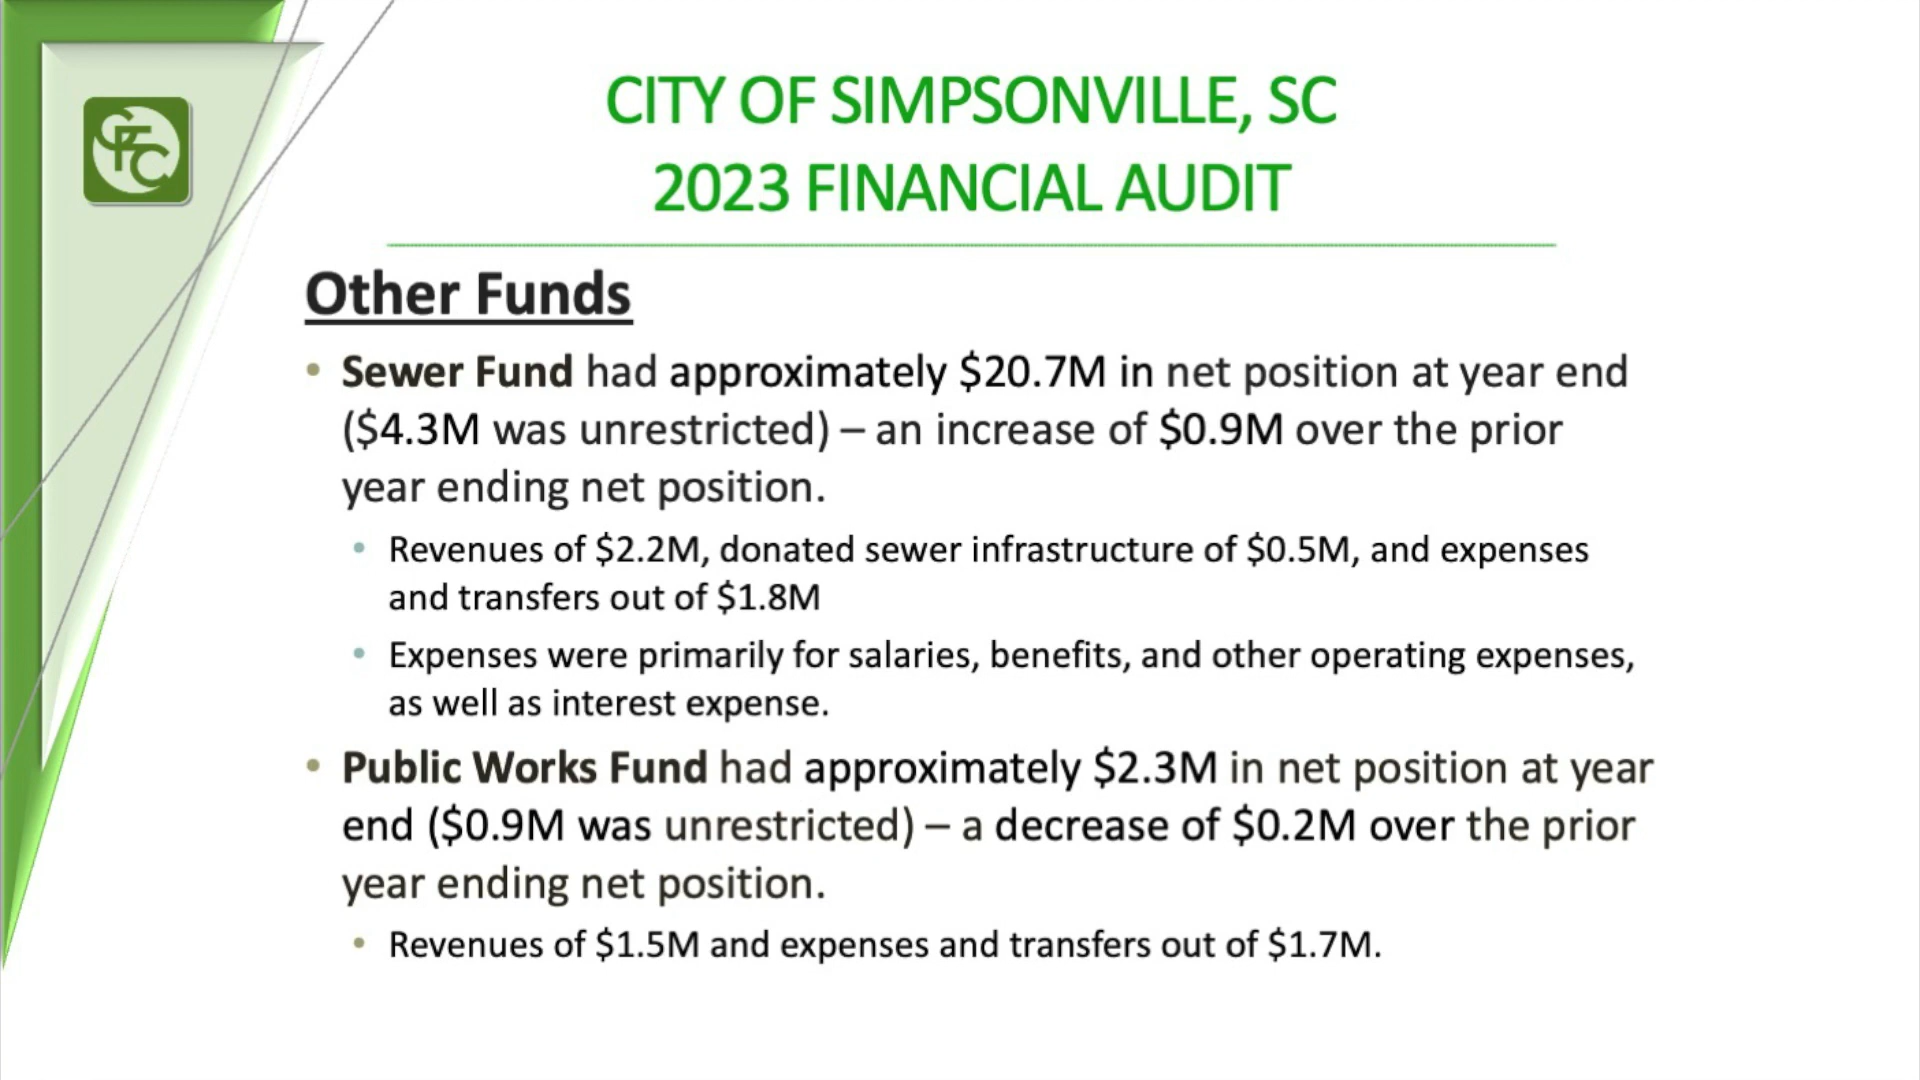 CITY OF SIMPSONVILLE, SC
2023 FINANCIAL AUDIT
GFC
Other Funds
• Sewer Fund had approximately $20.7M in net position at year end
($4.3M was unrestricted) – an increase of $0.9M over the prior
year ending net position.
• Revenues of $2.2M, donated sewer infrastructure of $0.5M, and expenses
and transfers out of $1.8M
• Expenses were primarily for salaries, benefits, and other operating expenses,
as well as interest expense.
• Public Works Fund had approximately $2.3M in net position at year
end ($0.9M was unrestricted) – a decrease of $0.2M over the prior
year ending net position.
• Revenues of $1.5M and expenses and transfers out of $1.7M.